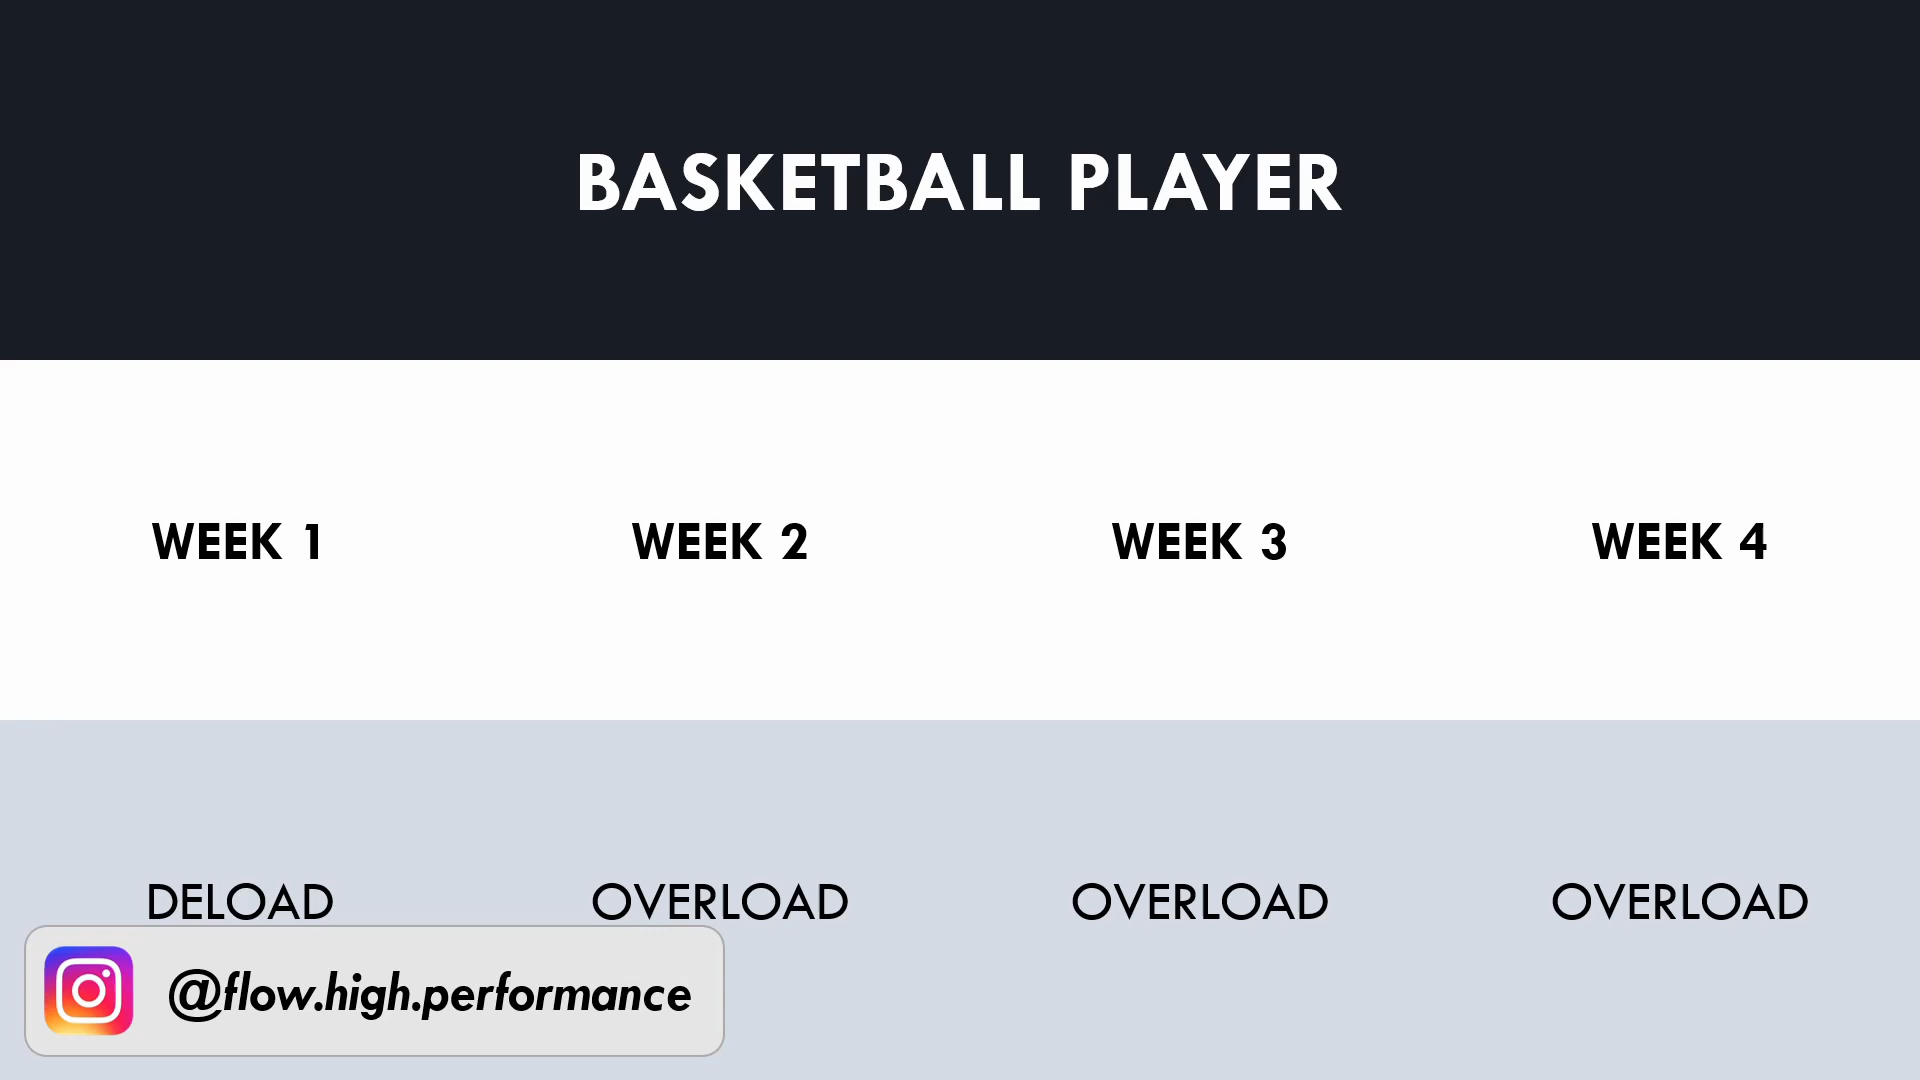 BASKETBALL PLAYER
WEEK 1 WEEK 2 WEEK 3 WEEK 4
DELOAD OVERLOAD OVERLOAD OVERLOAD
@flow.high.performance